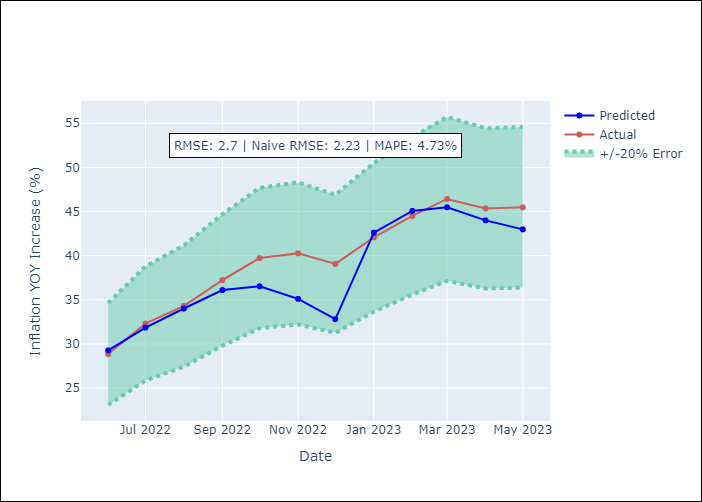 Predicted
Actual
+/-20% Error
RMSE: 2.7 | Naive RMSE: 2.23 | MAPE: 4.73%
Inflation YOY Increase (%)
55
50
45
40
35
30
25
Jul 2022
Sep 2022
Nov 2022
Jan 2023
Mar 2023
May 2023
Date